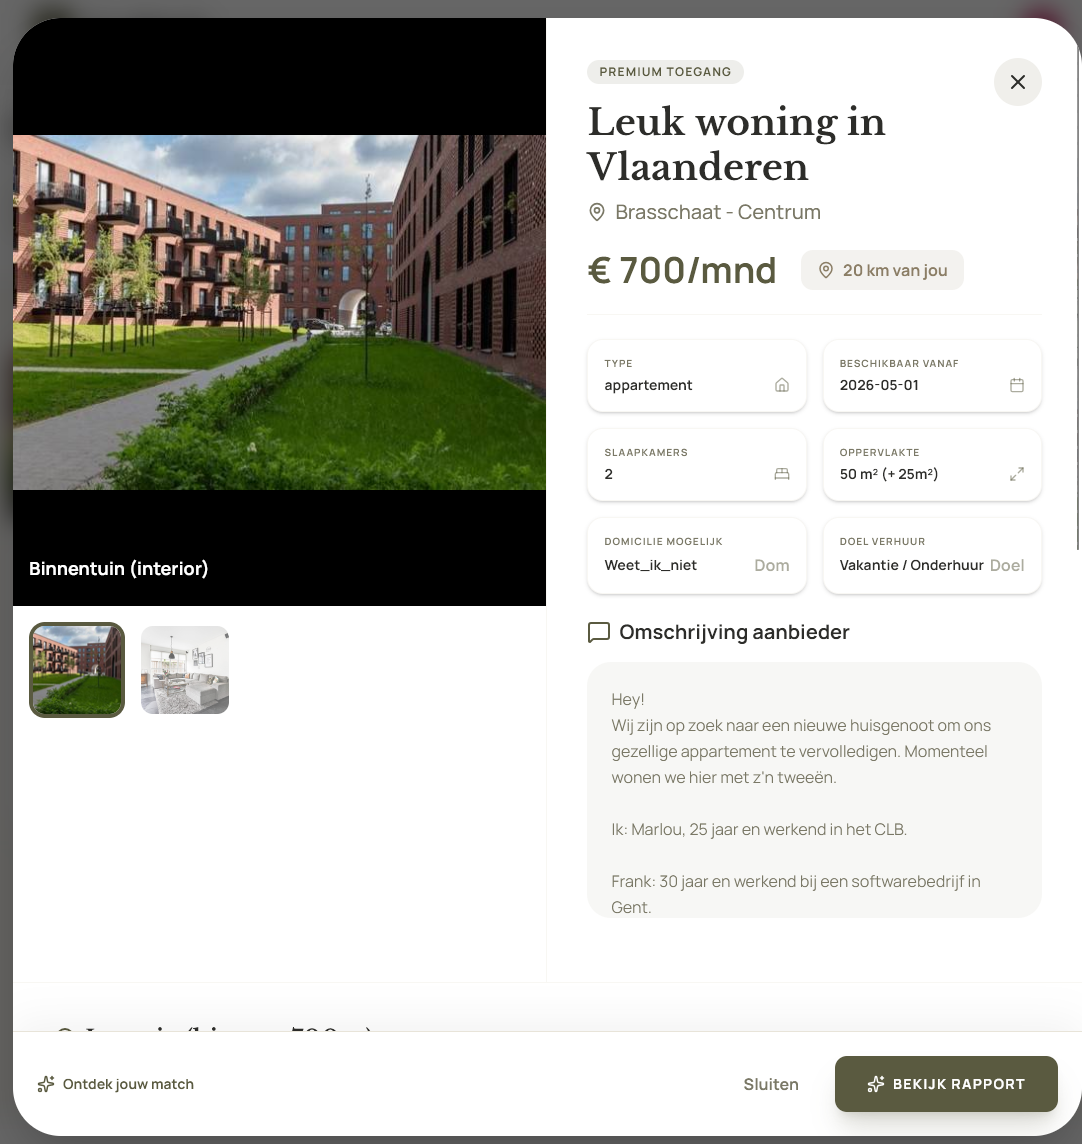 PREMIUM TOEGANG
Leuk woning in
Vlaanderen
Brasschaat - Centrum
€ 700/mnd
20 km van jou
TYPE
appartement
BESCHIKBAAR VANAF
2026-05-01
SLAAPKAMERS
2
OPPERVLAKTE
50 m² (+ 25m²)
DOMICILIE MOGELIJK
Weet_ik_niet Dom
DOEL VERHUUR
Vakantie / Onderhuur Doel
Binnentuin (interior)
Omschrijving aanbieder
Hey!
Wij zijn op zoek naar een nieuwe huisgenoot om ons
gezellige appartement te vervolledigen. Momenteel
wonen we hier met z'n tweeën.
Ik: Marlou, 25 jaar en werkend in het CLB.
Frank: 30 jaar en werkend bij een softwarebedrijf in
Gent.
Ontdek jouw match
Sluiten
BEKIJK RAPPORT